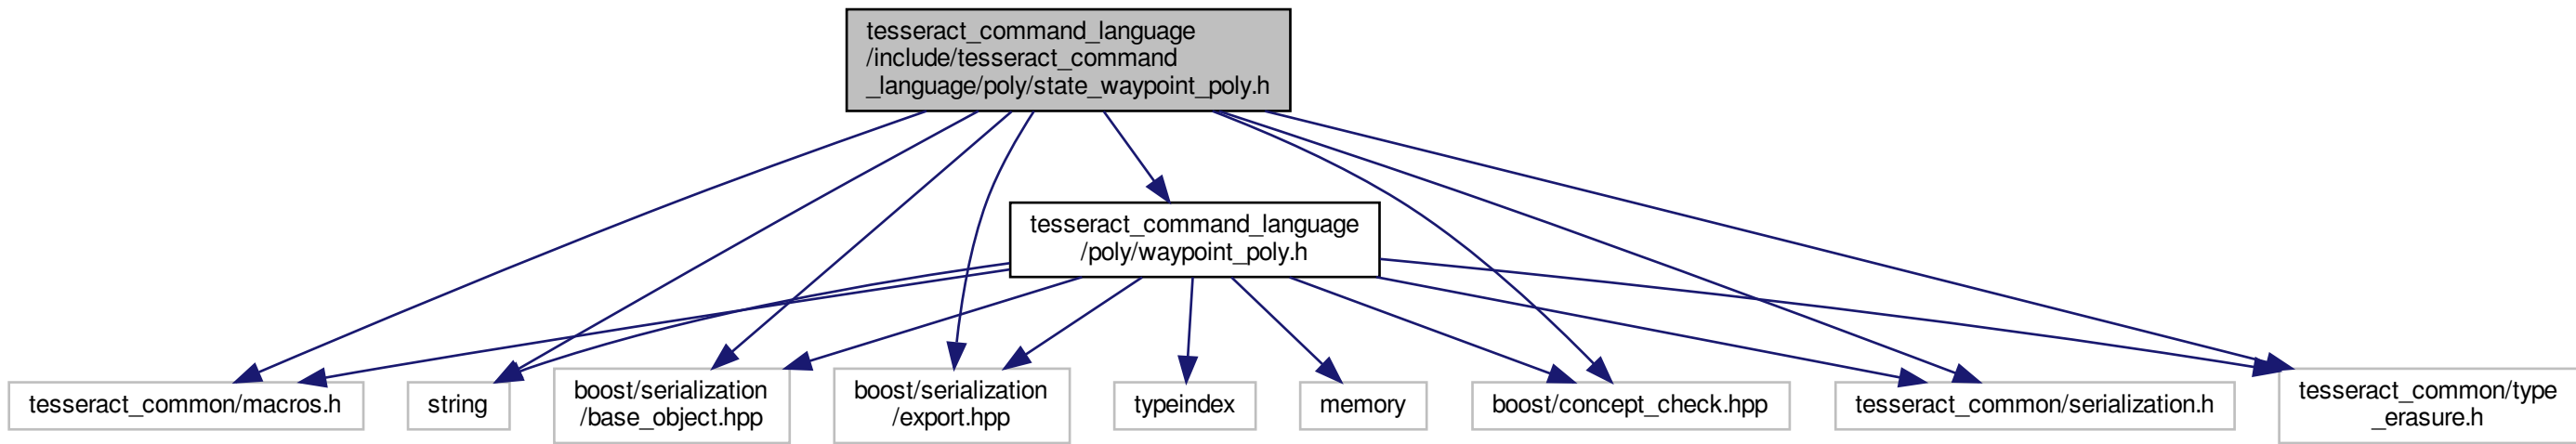 tesseract_command_language
/include/tesseract_command
_language/poly/state_waypoint_poly.h
tesseract_command_language
/poly/waypoint_poly.h
tesseract_common/macros.h
string
boost/serialization
/base_object.hpp
boost/serialization
/export.hpp
typeindex
memory
boost/concept_check.hpp
tesseract_common/serialization.h
tesseract_common/type
_erasure.h